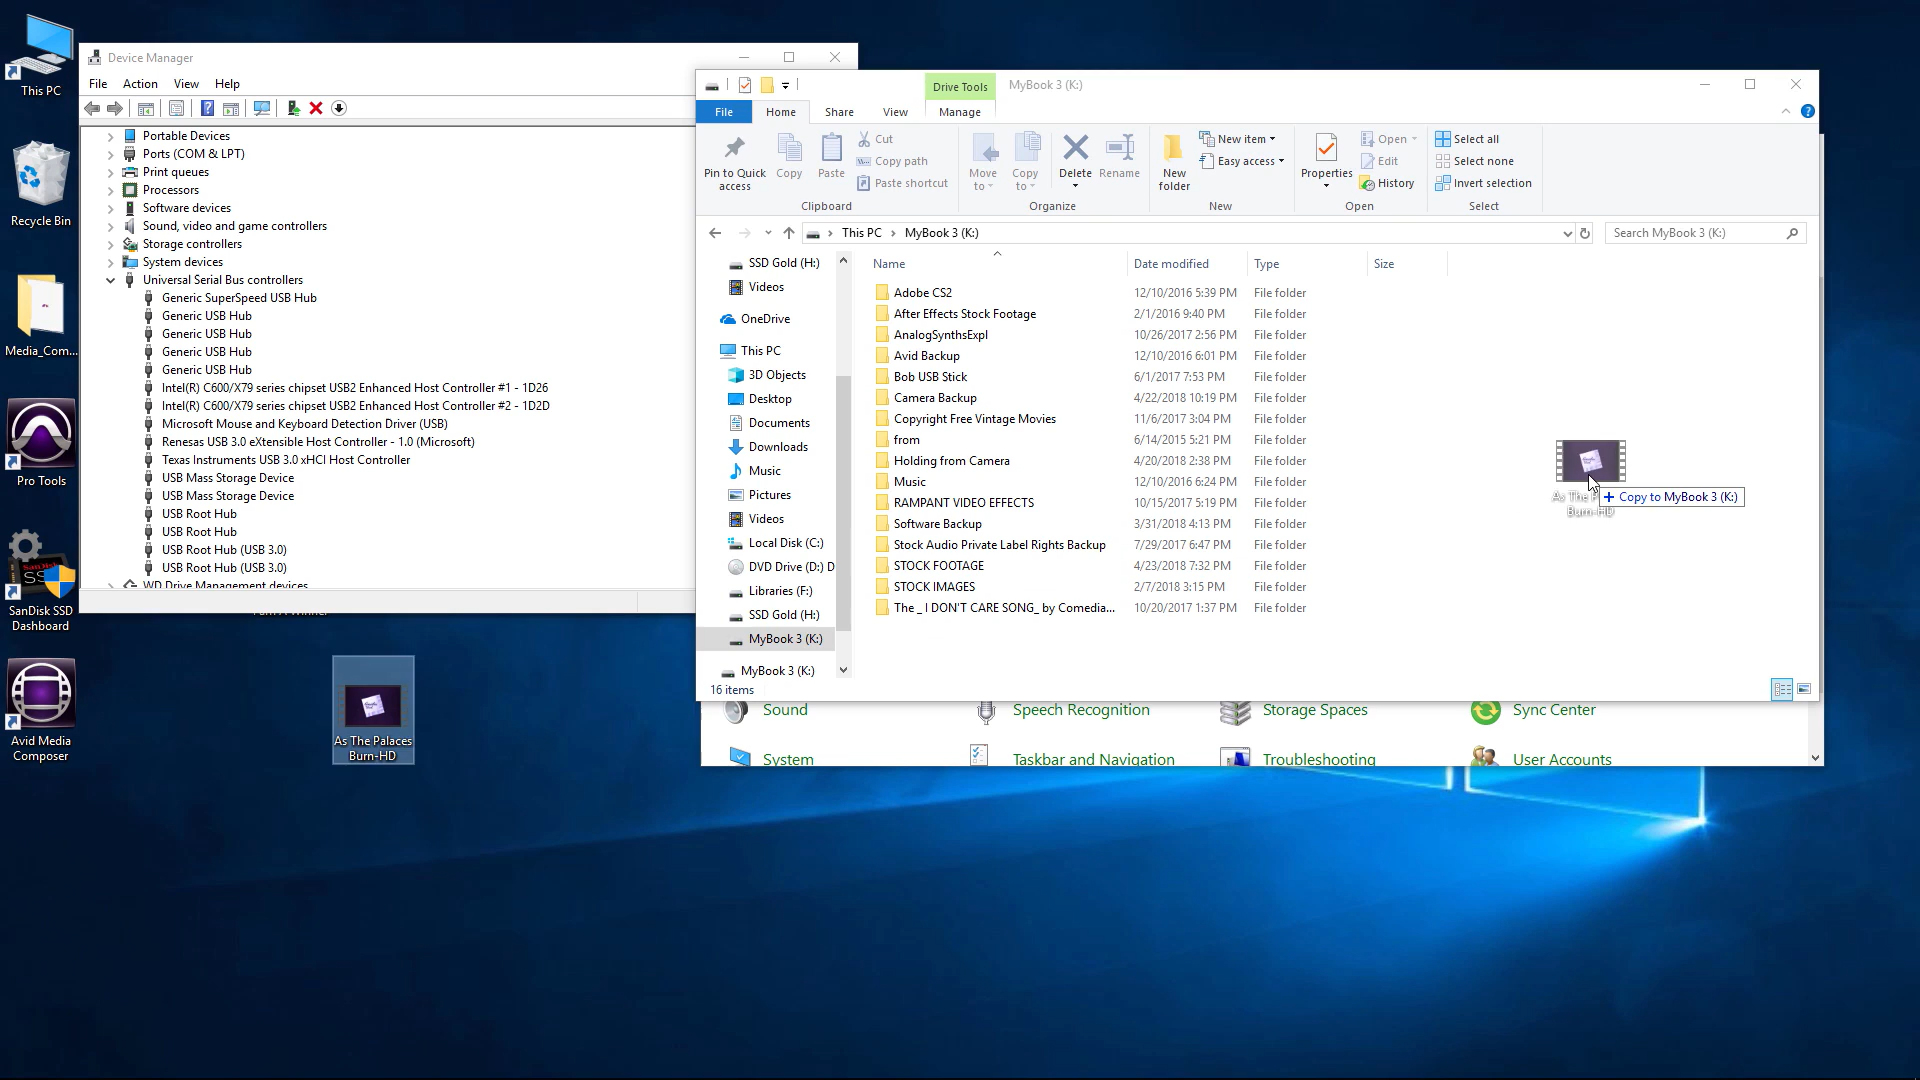 This PC
Recycle Bin
Media_Com...
Pro Tools
SanDisk SSD
Dashboard
Avid Media
Composer
Device Manager
File Action View Help
Portable Devices
Ports (COM & LPT)
Print queues
Processors
Software devices
Sound, video and game controllers
Storage controllers
System devices
Universal Serial Bus controllers
Generic SuperSpeed USB Hub
Generic USB Hub
Generic USB Hub
Generic USB Hub
Generic USB Hub
Intel(R) C600/X79 series chipset USB2 Enhanced Host Controller #1 - 1D26
Intel(R) C600/X79 series chipset USB2 Enhanced Host Controller #2 - 1D2D
Microsoft Mouse and Keyboard Detection Driver (USB)
Renesas USB 3.0 eXtensible Host Controller - 1.0 (Microsoft)
Texas Instruments USB 3.0 xHCI Host Controller
USB Mass Storage Device
USB Mass Storage Device
USB Root Hub
USB Root Hub
USB Root Hub (USB 3.0)
USB Root Hub (USB 3.0)
WD Drive Management devices
As The Palaces
Burn-HD
Drive Tools MyBook 3 (K:)
File Home Share View Manage
Pin to Quick
access
Copy
Paste
Cut
Copy path
Paste shortcut
Clipboard
Move
to
Copy
to
Delete
Rename
Organize
New
folder
New item
Easy access
New
Properties
Open
Edit
History
Open
Select all
Select none
Invert selection
Select
This PC MyBook 3 (K:)
Search MyBook 3 (K:)
SSD Gold (H:)
Videos
OneDrive
This PC
3D Objects
Desktop
Documents
Downloads
Music
Pictures
Videos
Local Disk (C:)
DVD Drive (D:) D
Libraries (F:)
SSD Gold (H:)
MyBook 3 (K:)
MyBook 3 (K:)
16 items
Name Date modified Type Size
Adobe CS2 12/10/2016 5:39 PM File folder
After Effects Stock Footage 2/1/2016 9:40 PM File folder
AnalogSynthsExpl 10/26/2017 2:56 PM File folder
Avid Backup 12/10/2016 6:01 PM File folder
Bob USB Stick 6/1/2017 7:53 PM File folder
Camera Backup 4/22/2018 10:19 PM File folder
Copyright Free Vintage Movies 11/6/2017 3:04 PM File folder
from 6/14/2015 5:21 PM File folder
Holding from Camera 4/20/2018 2:38 PM File folder
Music 12/10/2016 6:24 PM File folder
RAMPANT VIDEO EFFECTS 10/15/2017 5:19 PM File folder
Software Backup 3/31/2018 4:13 PM File folder
Stock Audio Private Label Rights Backup 7/29/2017 6:47 PM File folder
STOCK FOOTAGE 4/23/2018 7:32 PM File folder
STOCK IMAGES 2/7/2018 3:15 PM File folder
The _ I DON'T CARE SONG_ by Comedia... 10/20/2017 1:37 PM File folder
As The P
Burn-HD
Copy to MyBook 3 (K:)
Sound Speech Recognition Storage Spaces Sync Center
System Taskbar and Navigation Troubleshooting User Accounts